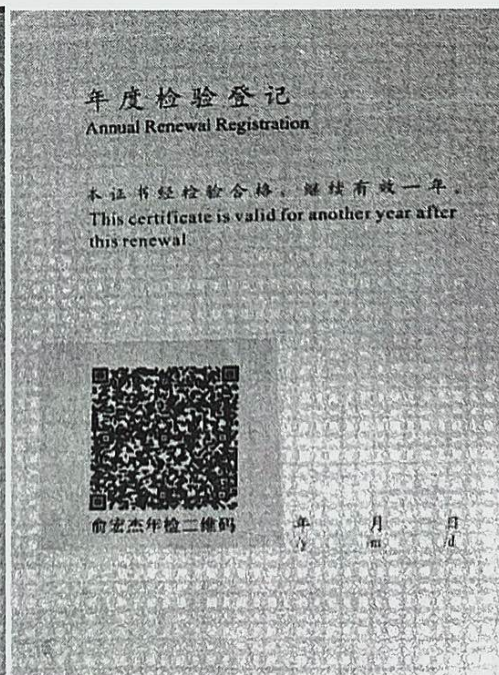 年度检验登记
Annual Renewal Registration
本证书经检验合格，继续有效一年。
This certificate is valid for another year after
this renewal
俞宏杰年检二维码
年 月 日
/y /m /d